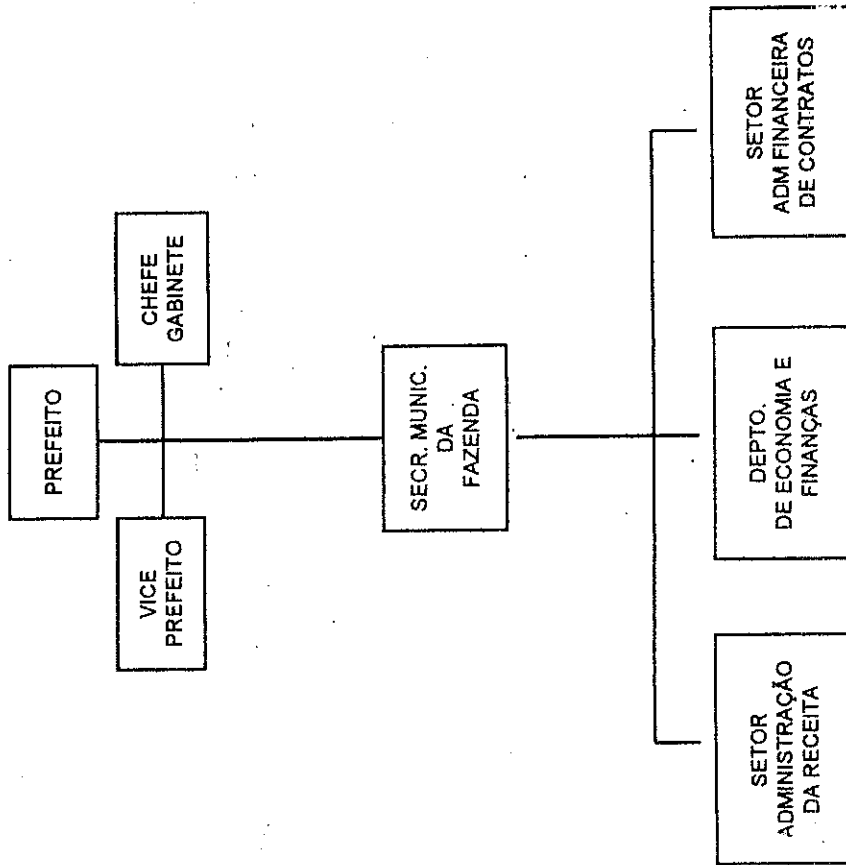 PREFEITO
VICE
PREFEITO
CHEFE
GABINETE
SECR. MUNIC.
DA
FAZENDA
SETOR
ADMINISTRAÇÃO
DA RECEITA
DEPTO.
DE ECONOMIA E
FINANÇAS
SETOR
ADM FINANCEIRA
DE CONTRATOS